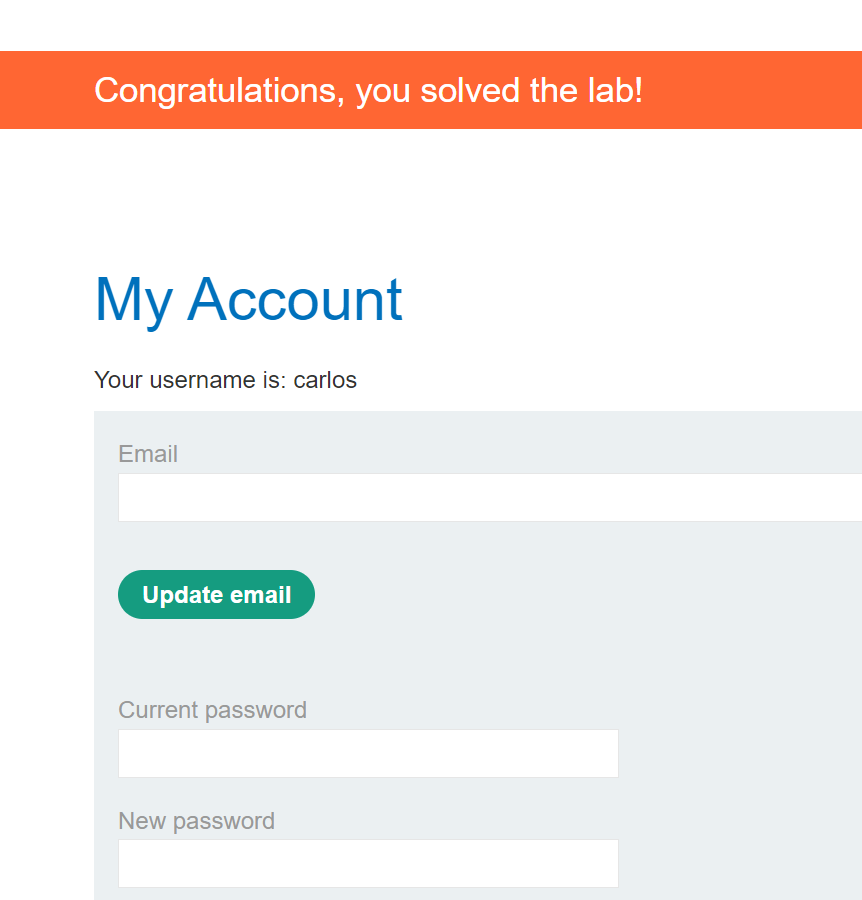 Congratulations, you solved the lab!
My Account
Your username is: carlos
Email
Update email
Current password
New password